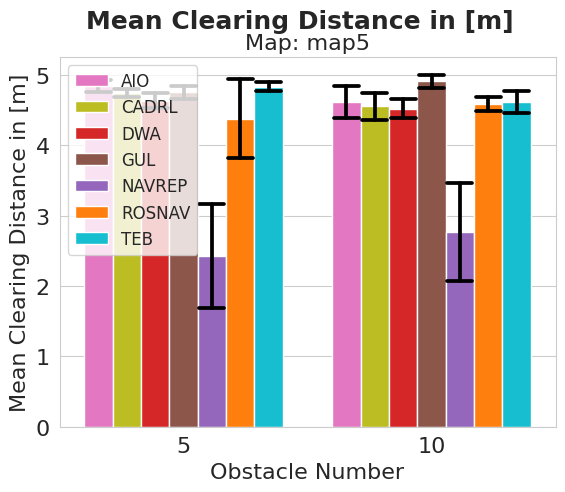 Mean Clearing Distance in [m]
Map: map5
Mean Clearing Distance in [m]
5
4
3
2
1
0
AIO
CADRL
DWA
GUL
NAVREP
ROSNAV
TEB
5
10
Obstacle Number